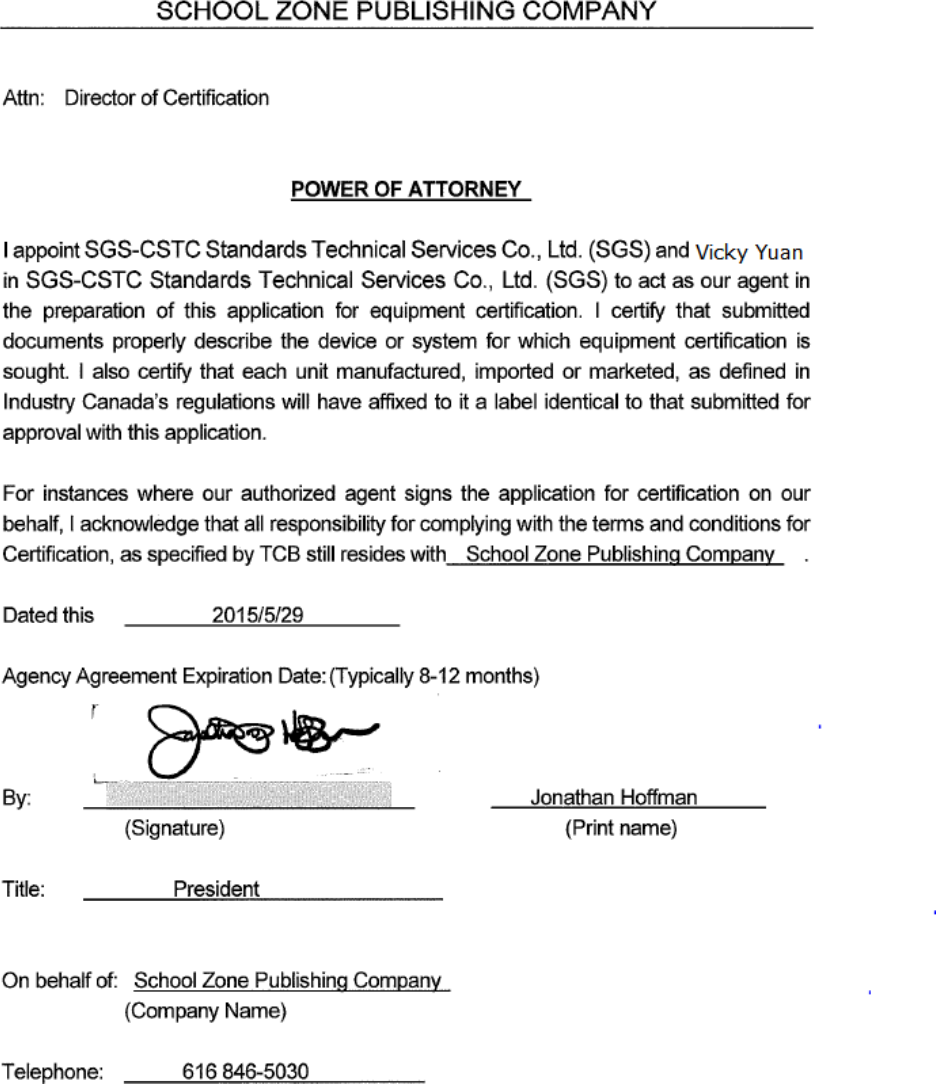 SCHOOL ZONE PUBLISHING COMPANY
Attn: Director of Certification
POWER OF ATTORNEY
I appoint SGS-CSTC Standards Technical Services Co., Ltd. (SGS) and Vicky Yuan
in SGS-CSTC Standards Technical Services Co., Ltd. (SGS) to act as our agent in
the preparation of this application for equipment certification. I certify that submitted
documents properly describe the device or system for which equipment certification is
sought. I also certify that each unit manufactured, imported or marketed, as defined in
Industry Canada's regulations will have affixed to it a label identical to that submitted for
approval with this application.
For instances where our authorized agent signs the application for certification on our
behalf, I acknowledge that all responsibility for complying with the terms and conditions for
Certification, as specified by TCB still resides with School Zone Publishing Company .
Dated this 2015/5/29
Agency Agreement Expiration Date: (Typically 8-12 months)
By: Jonathan Hoffman
(Signature) (Print name)
Title: President
On behalf of: School Zone Publishing Company
(Company Name)
Telephone: 616 846-5030